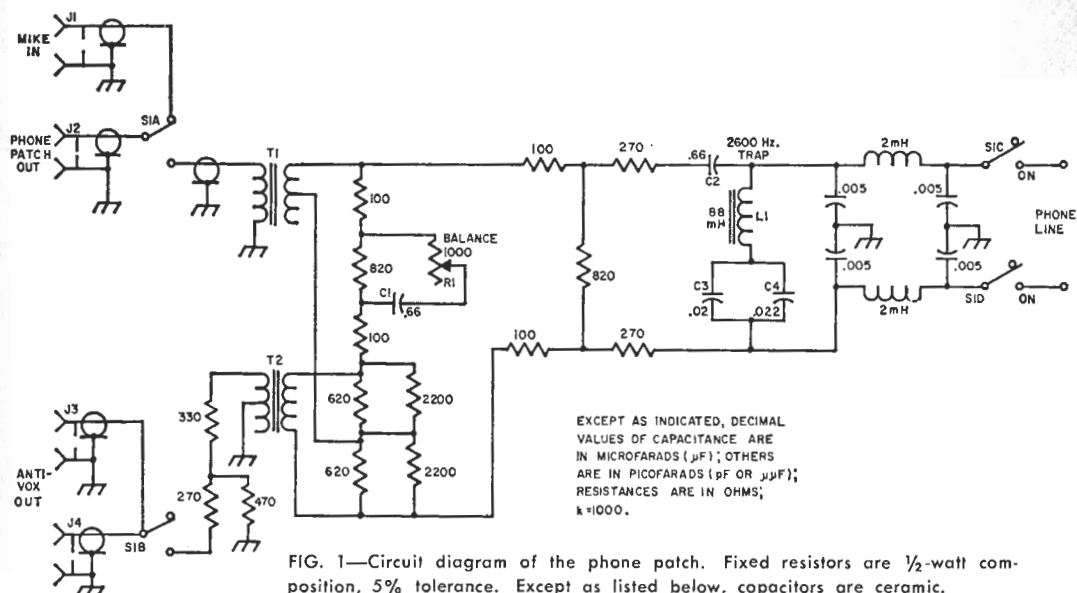 J1
MIKE
IN
J2
PHONE
PATCH
OUT
S1A
T1
100
820
BALANCE
1000
R1
C1
.66
100
T2
620
2200
620
2200
330
270
470
J3
ANTI-
VOX
OUT
J4
S1B
100
270
.66
C2
2600 Hz.
TRAP
88
mH
L1
820
C3
.02
C4
.022
100
270
2mH
.005
.005
.005
.005
2mH
S1C
ON
PHONE
LINE
S1D
ON
EXCEPT AS INDICATED, DECIMAL
VALUES OF CAPACITANCE ARE
IN MICROFARADS (µF); OTHERS
ARE IN PICOFARADS (pF OR µµF);
RESISTANCES ARE IN OHMS;
k=1000.
FIG. 1—Circuit diagram of the phone patch. Fixed resistors are ½-watt com-
position, 5% tolerance. Except as listed below, capacitors are ceramic.